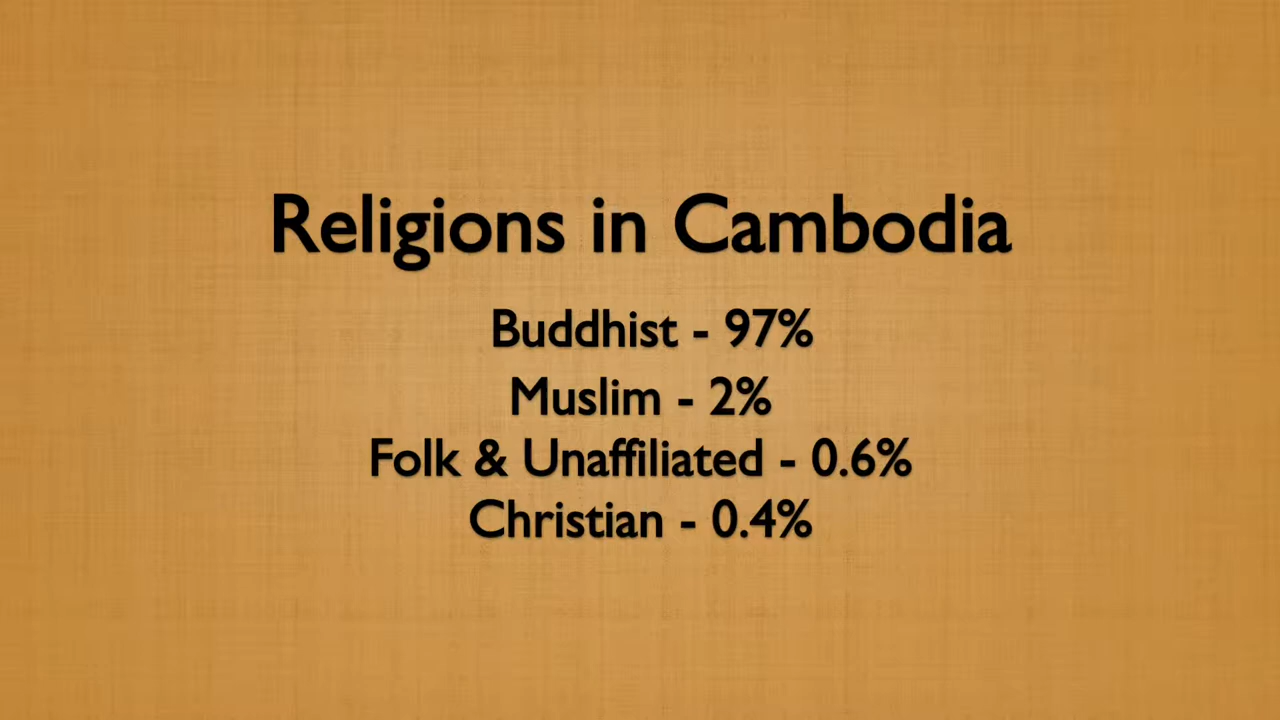 Religions in Cambodia
Buddhist - 97%
Muslim - 2%
Folk & Unaffiliated - 0.6%
Christian - 0.4%